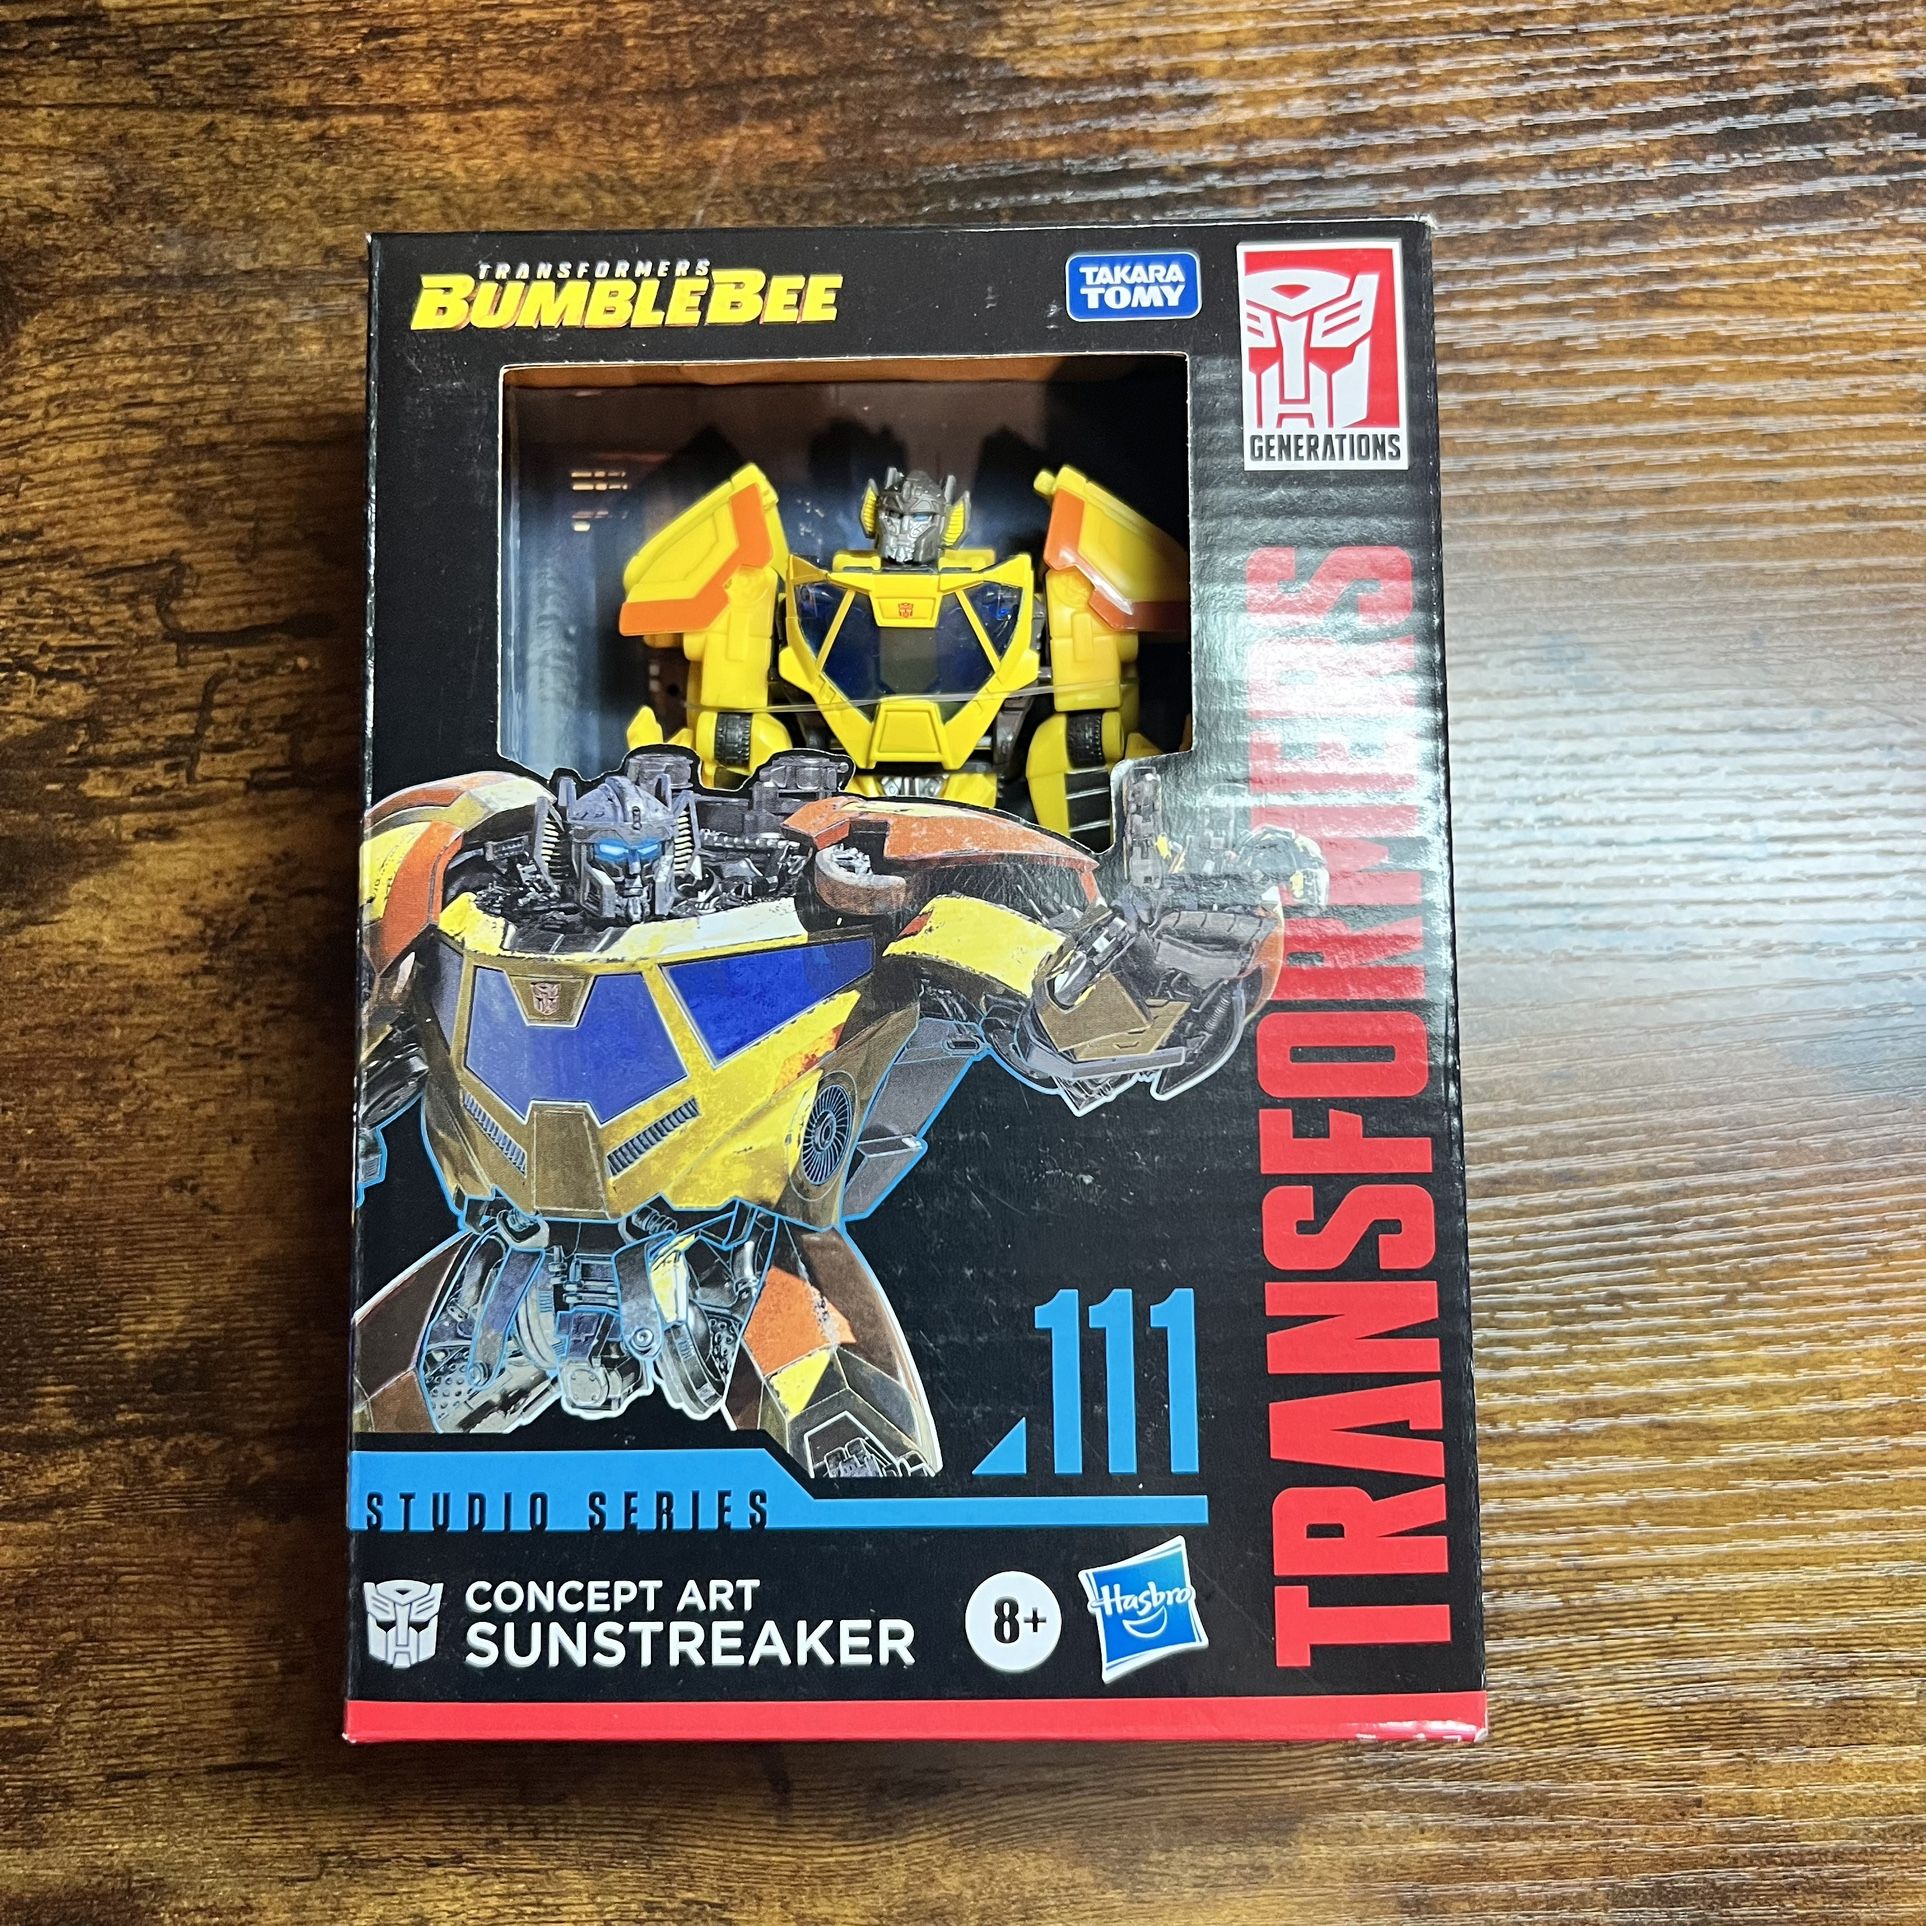 TRANSFORMERS
BUMBLEBEE
TAKARA
TOMY
GENERATIONS
TRANSFORMERS
111
STUDIO SERIES
CONCEPT ART
SUNSTREAKER
8+
Hasbro